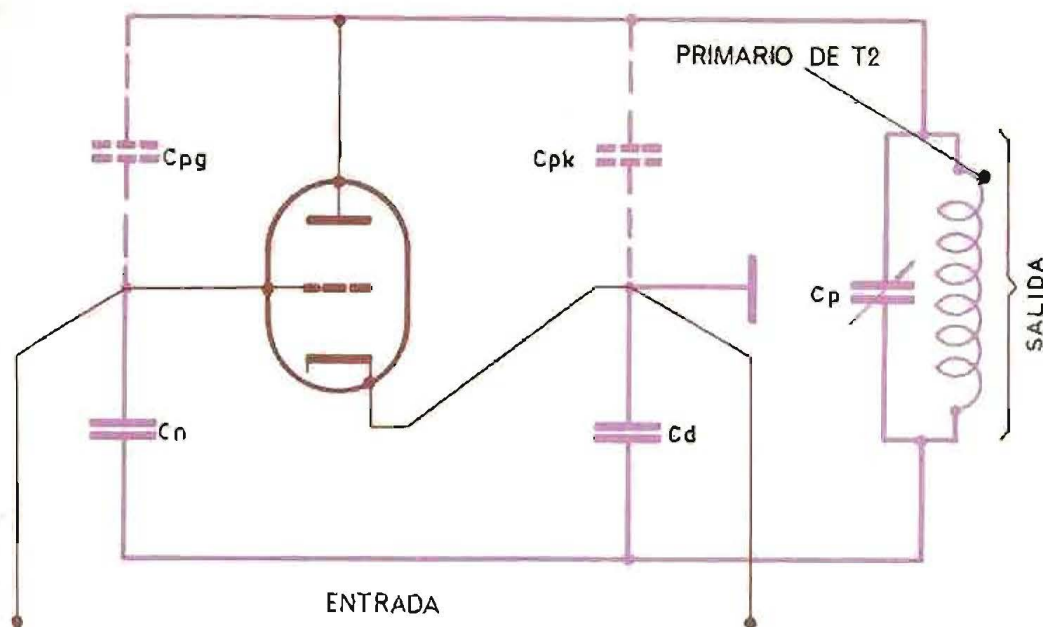 PRIMARIO DE T2
Cpg
Cpk
Cp
SALIDA
Cn
Cd
ENTRADA